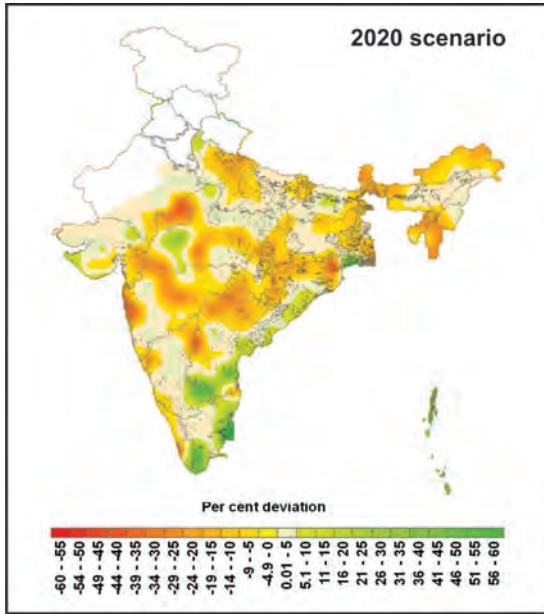 2020 scenario
Per cent deviation
-60 - -55
-54 - -50
-49 - -45
-44 - -40
-39 - -35
-34 - -30
-29 - -25
-24 - -20
-19 - -15
-14 - -10
-9 - -5
-4.9 - 0
0.01 - 5
5.1 - 10
11 - 15
16 - 20
21 - 25
26 - 30
31 - 35
36 - 40
41 - 45
46 - 50
51 - 55
56 - 60